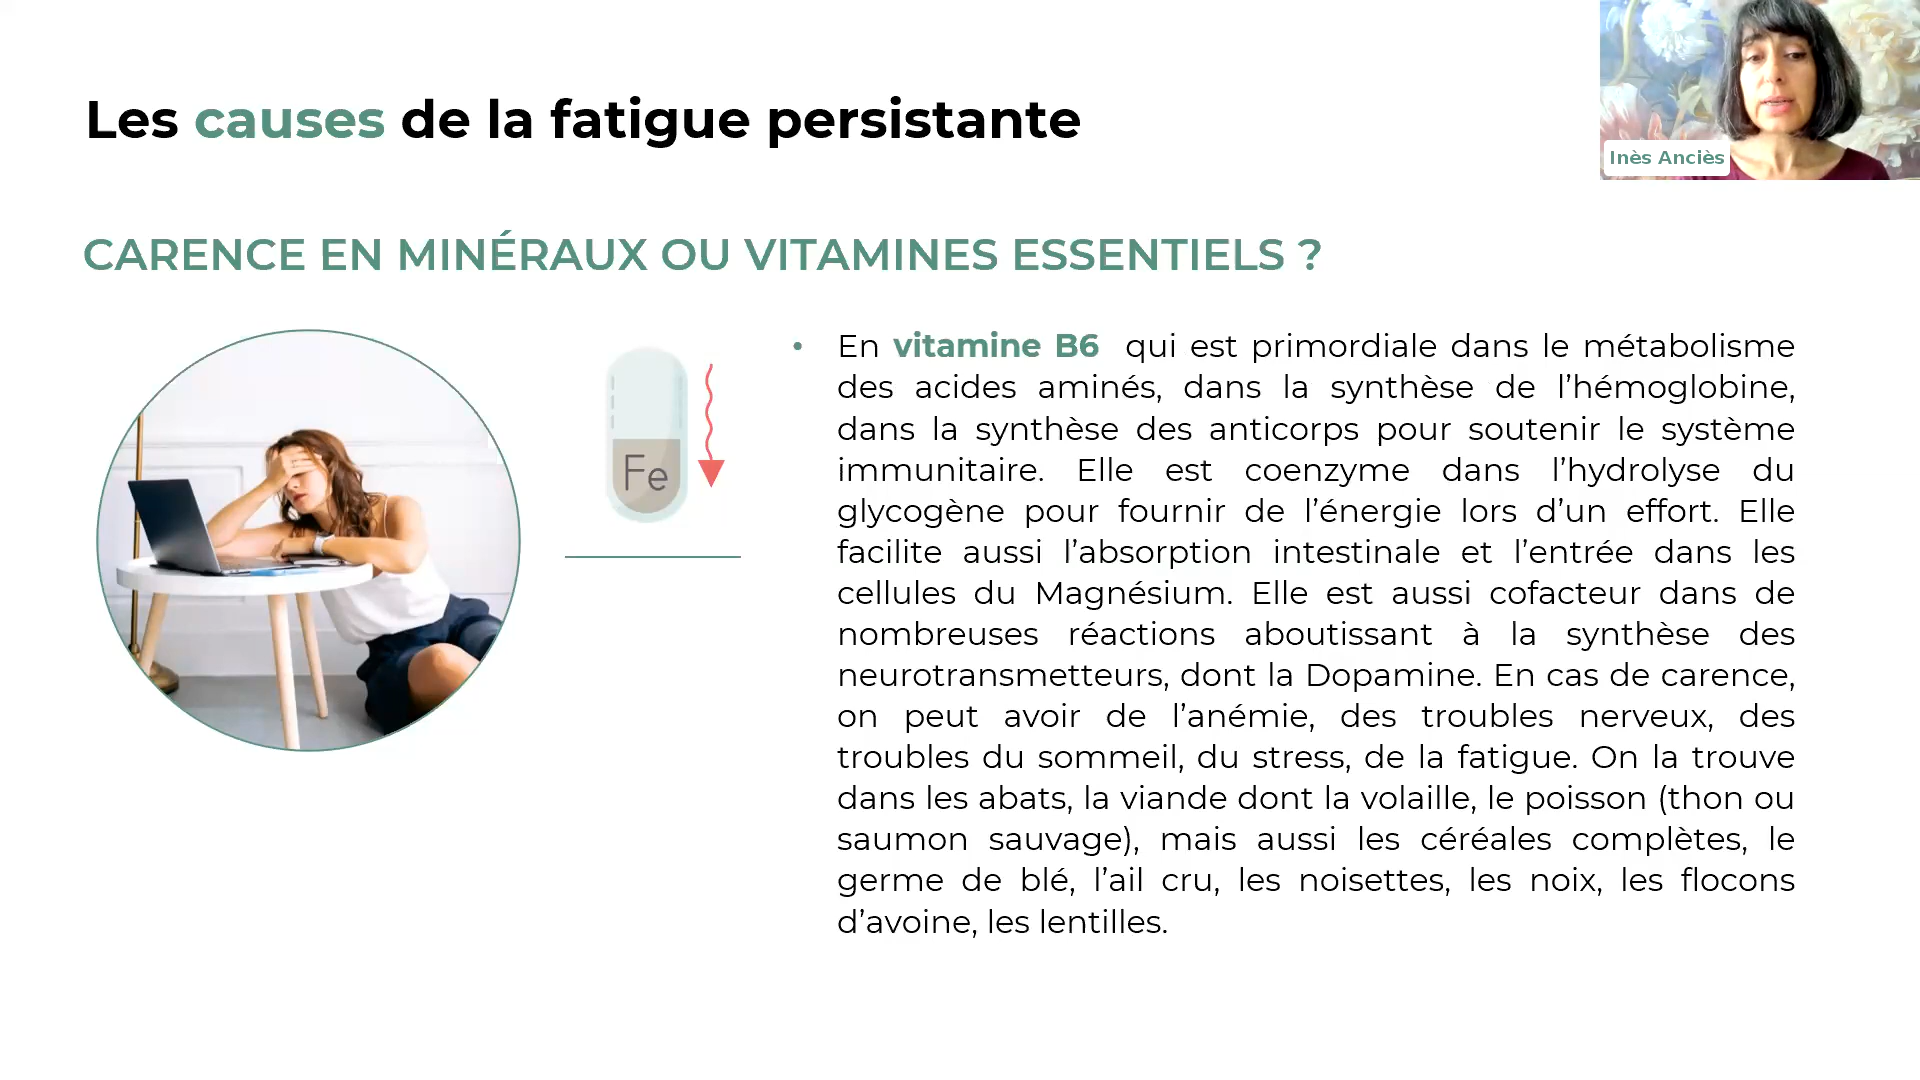 Les causes de la fatigue persistante
Inès Anciès
CARENCE EN MINÉRAUX OU VITAMINES ESSENTIELS ?
Fe
• En vitamine B6 qui est primordiale dans le métabolisme
des acides aminés, dans la synthèse de l’hémoglobine,
dans la synthèse des anticorps pour soutenir le système
immunitaire. Elle est coenzyme dans l’hydrolyse du
glycogène pour fournir de l’énergie lors d’un effort. Elle
facilite aussi l’absorption intestinale et l’entrée dans les
cellules du Magnésium. Elle est aussi cofacteur dans de
nombreuses réactions aboutissant à la synthèse des
neurotransmetteurs, dont la Dopamine. En cas de carence,
on peut avoir de l’anémie, des troubles nerveux, des
troubles du sommeil, du stress, de la fatigue. On la trouve
dans les abats, la viande dont la volaille, le poisson (thon ou
saumon sauvage), mais aussi les céréales complètes, le
germe de blé, l’ail cru, les noisettes, les noix, les flocons
d’avoine, les lentilles.